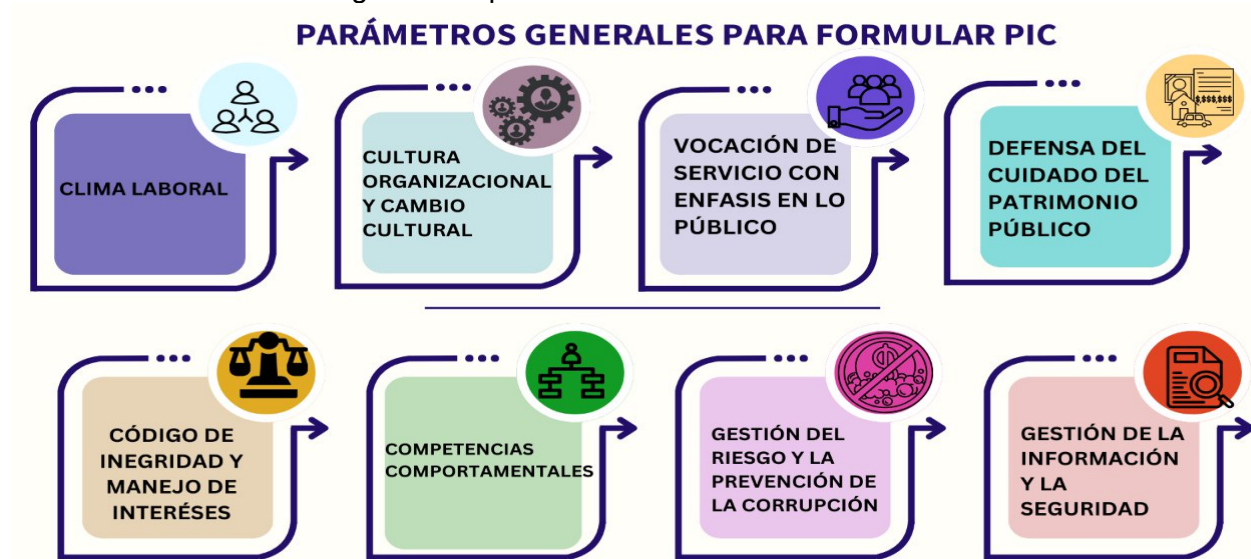 PARÁMETROS GENERALES PARA FORMULAR PIC
CLIMA LABORAL
CULTURA
ORGANIZACIONAL
Y CAMBIO
CULTURAL
VOCACIÓN DE
SERVICIO CON
ENFASIS EN LO
PÚBLICO
DEFENSA DEL
CUIDADO DEL
PATRIMONIO
PÚBLICO
$,$$$,$$$
CÓDIGO DE
INEGRIDAD Y
MANEJO DE
INTERÉSES
COMPETENCIAS
COMPORTAMENTALES
GESTIÓN DEL
RIESGO Y LA
PREVENCIÓN DE
LA CORRUPCIÓN
GESTIÓN DE LA
INFORMACIÓN
Y LA
SEGURIDAD